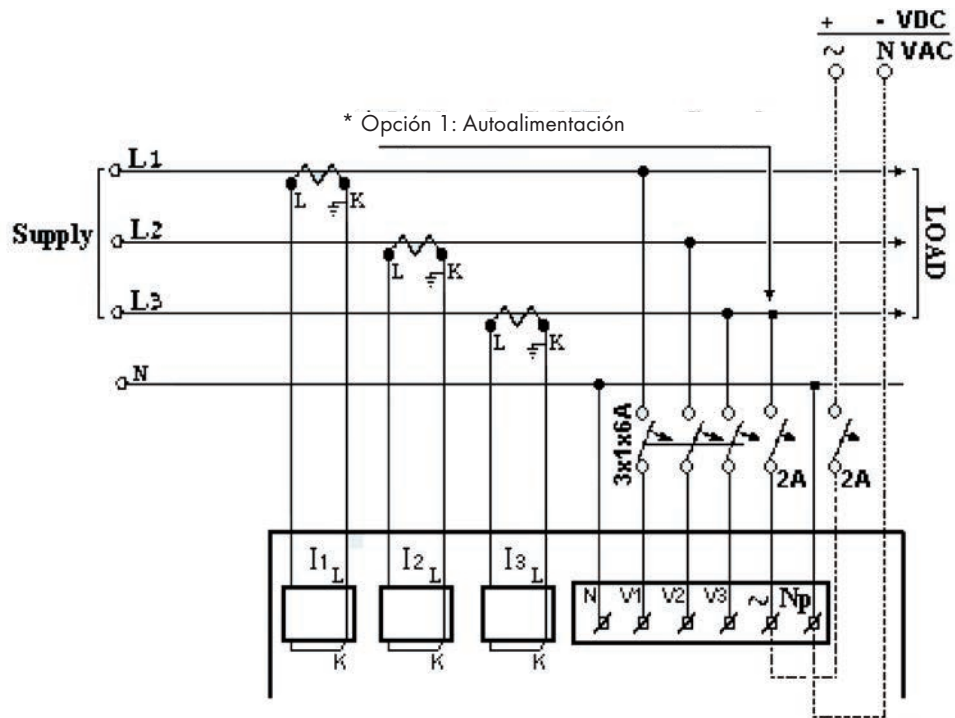 + - VDC
~ N VAC
* Opción 1: Autoalimentación
L1
L K
Supply
L2
L K
LOAD
L3
L K
N
3x1x6A
2A
2A
I1 L
I2 L
I3 L
N V1 V2 V3 ~ Np
K
K
K